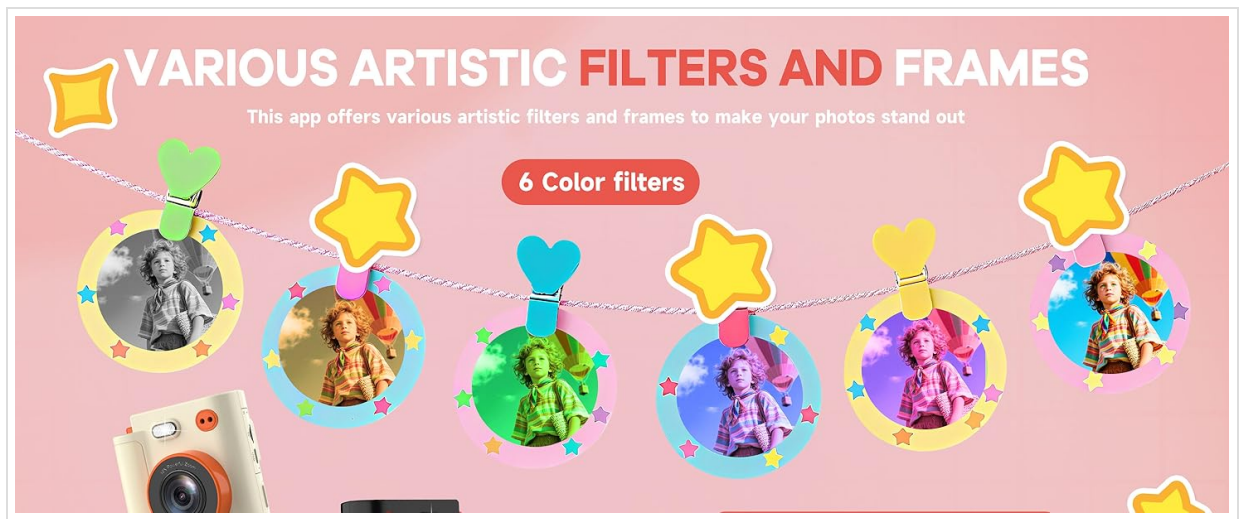 VARIOUS ARTISTIC FILTERS AND FRAMES
This app offers various artistic filters and frames to make your photos stand out
6 Color filters